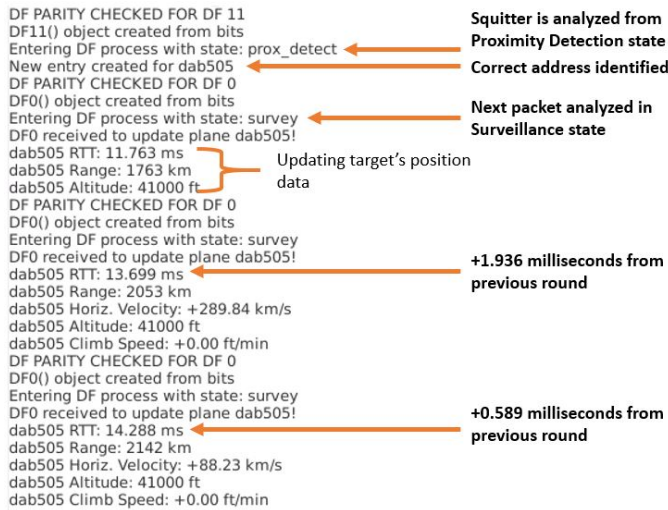 DF PARITY CHECKED FOR DF 11
DF11() object created from bits
Entering DF process with state: prox_detect
New entry created for dab505
DF PARITY CHECKED FOR DF 0
DF0() object created from bits
Entering DF process with state: survey
DF0 received to update plane dab505!
dab505 RTT: 11.763 ms
dab505 Range: 1763 km
dab505 Altitude: 41000 ft
DF PARITY CHECKED FOR DF 0
DF0() object created from bits
Entering DF process with state: survey
DF0 received to update plane dab505!
dab505 RTT: 13.699 ms
dab505 Range: 2053 km
dab505 Horiz. Velocity: +289.84 km/s
dab505 Altitude: 41000 ft
dab505 Climb Speed: +0.00 ft/min
DF PARITY CHECKED FOR DF 0
DF0() object created from bits
Entering DF process with state: survey
DF0 received to update plane dab505!
dab505 RTT: 14.288 ms
dab505 Range: 2142 km
dab505 Horiz. Velocity: +88.23 km/s
dab505 Altitude: 41000 ft
dab505 Climb Speed: +0.00 ft/min
Updating target's position
data
Squitter is analyzed from
Proximity Detection state
Correct address identified
Next packet analyzed in
Surveillance state
+1.936 milliseconds from
previous round
+0.589 milliseconds from
previous round